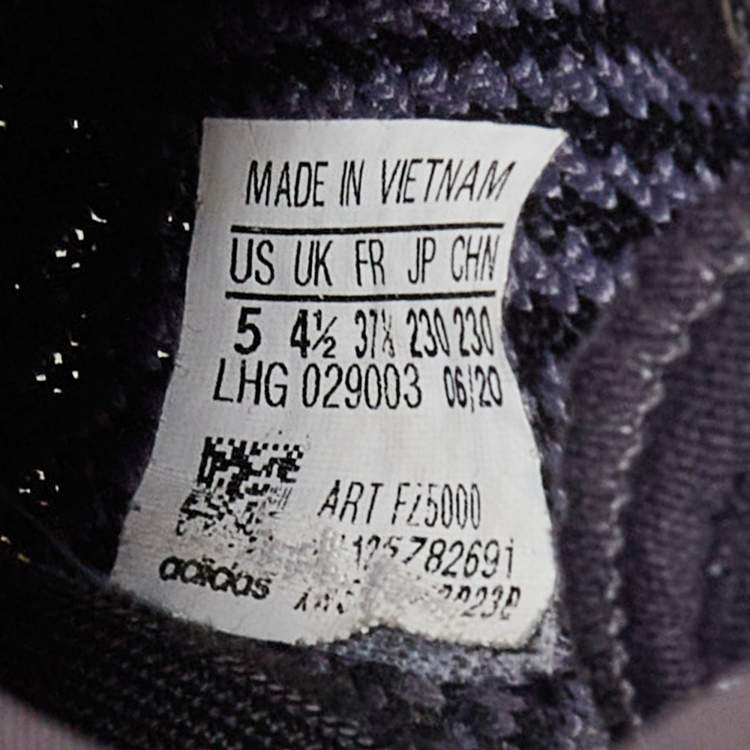 MADE IN VIETNAM
US UK FR JP CHN
5 4½ 37⅓ 230 230
LHG 029003 06/20
ART FZ5000
adidas